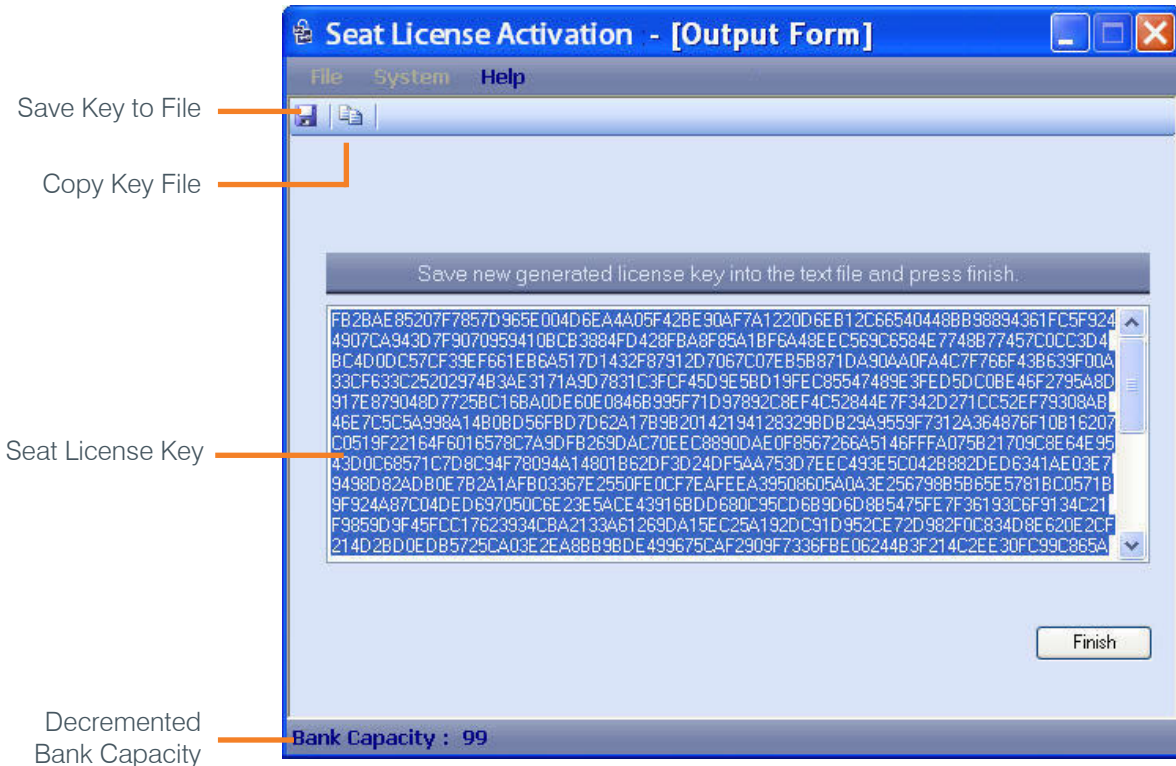 Seat License Activation - [Output Form]
File System Help
Save Key to File
Copy Key File
Save new generated license key into the text file and press finish.
FB2BAE85207F7857D965E004D6EA4A05F42BE90AF7A1220D6EB12C66540448BB98894361FC5F924
4907CA943D7F9070959410BCB3884FD428FBA8F85A1BF6A48EEC569C6584E7748B77457C0CC3D4
BC4D0DC57CF39EF661EB6A517D1432F87912D7067C07EB5B871DA90AA0FA4C7F766F43B639F00A
33CF633C25202974B3AE3171A9D7831C3FCF45D9E5BD19FEC85547489E3FED5DC0BE46F2795A8D
917E879048D7725BC16BA0DE60E0846B995F71D97892C8EF4C52844E7F342D271CC52EF79308AB
46E7C5C5A998A14B0BD56FBD7D62A17B9B20142194128329BDB29A9559F7312A364876F10B16207
C0519F22164F6016578C7A9DFB269DAC70EEC8890DAE0F8567266A5146FFFA075B21709C8E64E95
43D0C68571C7D8C94F78094A14801B62DF3D24DF5AA753D7EEC493E5C042B882DED6341AE03E7
9498D82ADB0E7B2A1AFB03367E2550FE0CF7EAFEEA39508605A0A3E256798B5B65E5781BC0571B
9F924A87C04DED697050C6E23E5ACE43916BDD680C95CD6B9D6D8B5475FE7F36193C6F9134C21
F9859D9F45FCC17623934CBA2133A61269DA15EC25A192DC91D952CE72D982F0C834D8E620E2CF
214D2BD0EDB5725CA03E2EA8BB9BDE499675CAF2909F7336FBE06244B3F214C2EE30FC99C865A
Seat License Key
Finish
Decremented
Bank Capacity
Bank Capacity : 99